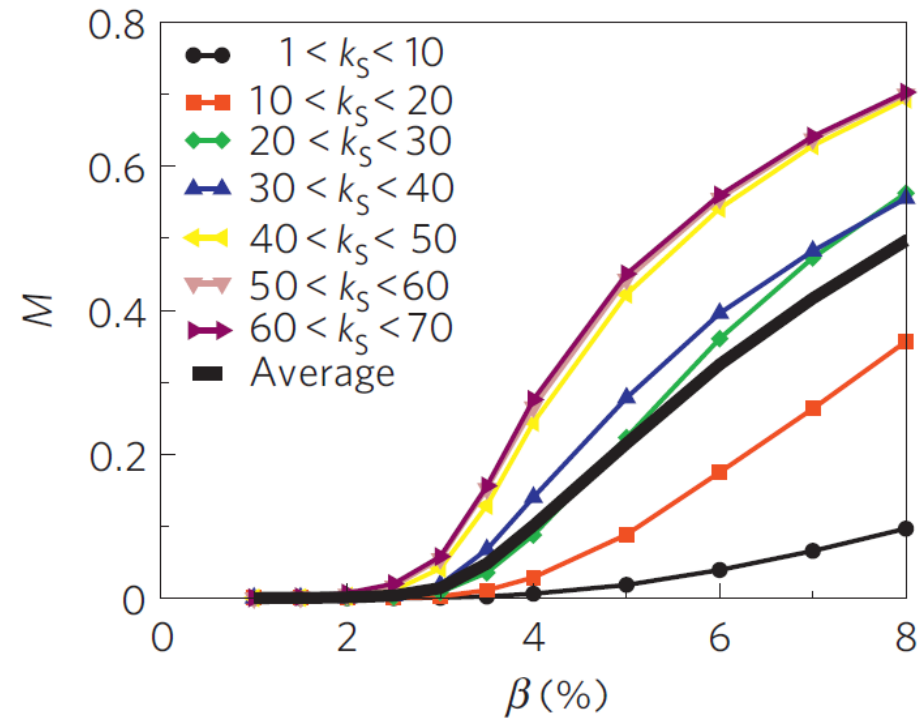 0.8
0.6
0.4
0.2
0
M
1 < kS < 10
10 < kS < 20
20 < kS < 30
30 < kS < 40
40 < kS < 50
50 < kS <60
60 < kS <70
Average
0 2 4 6 8
β (%)